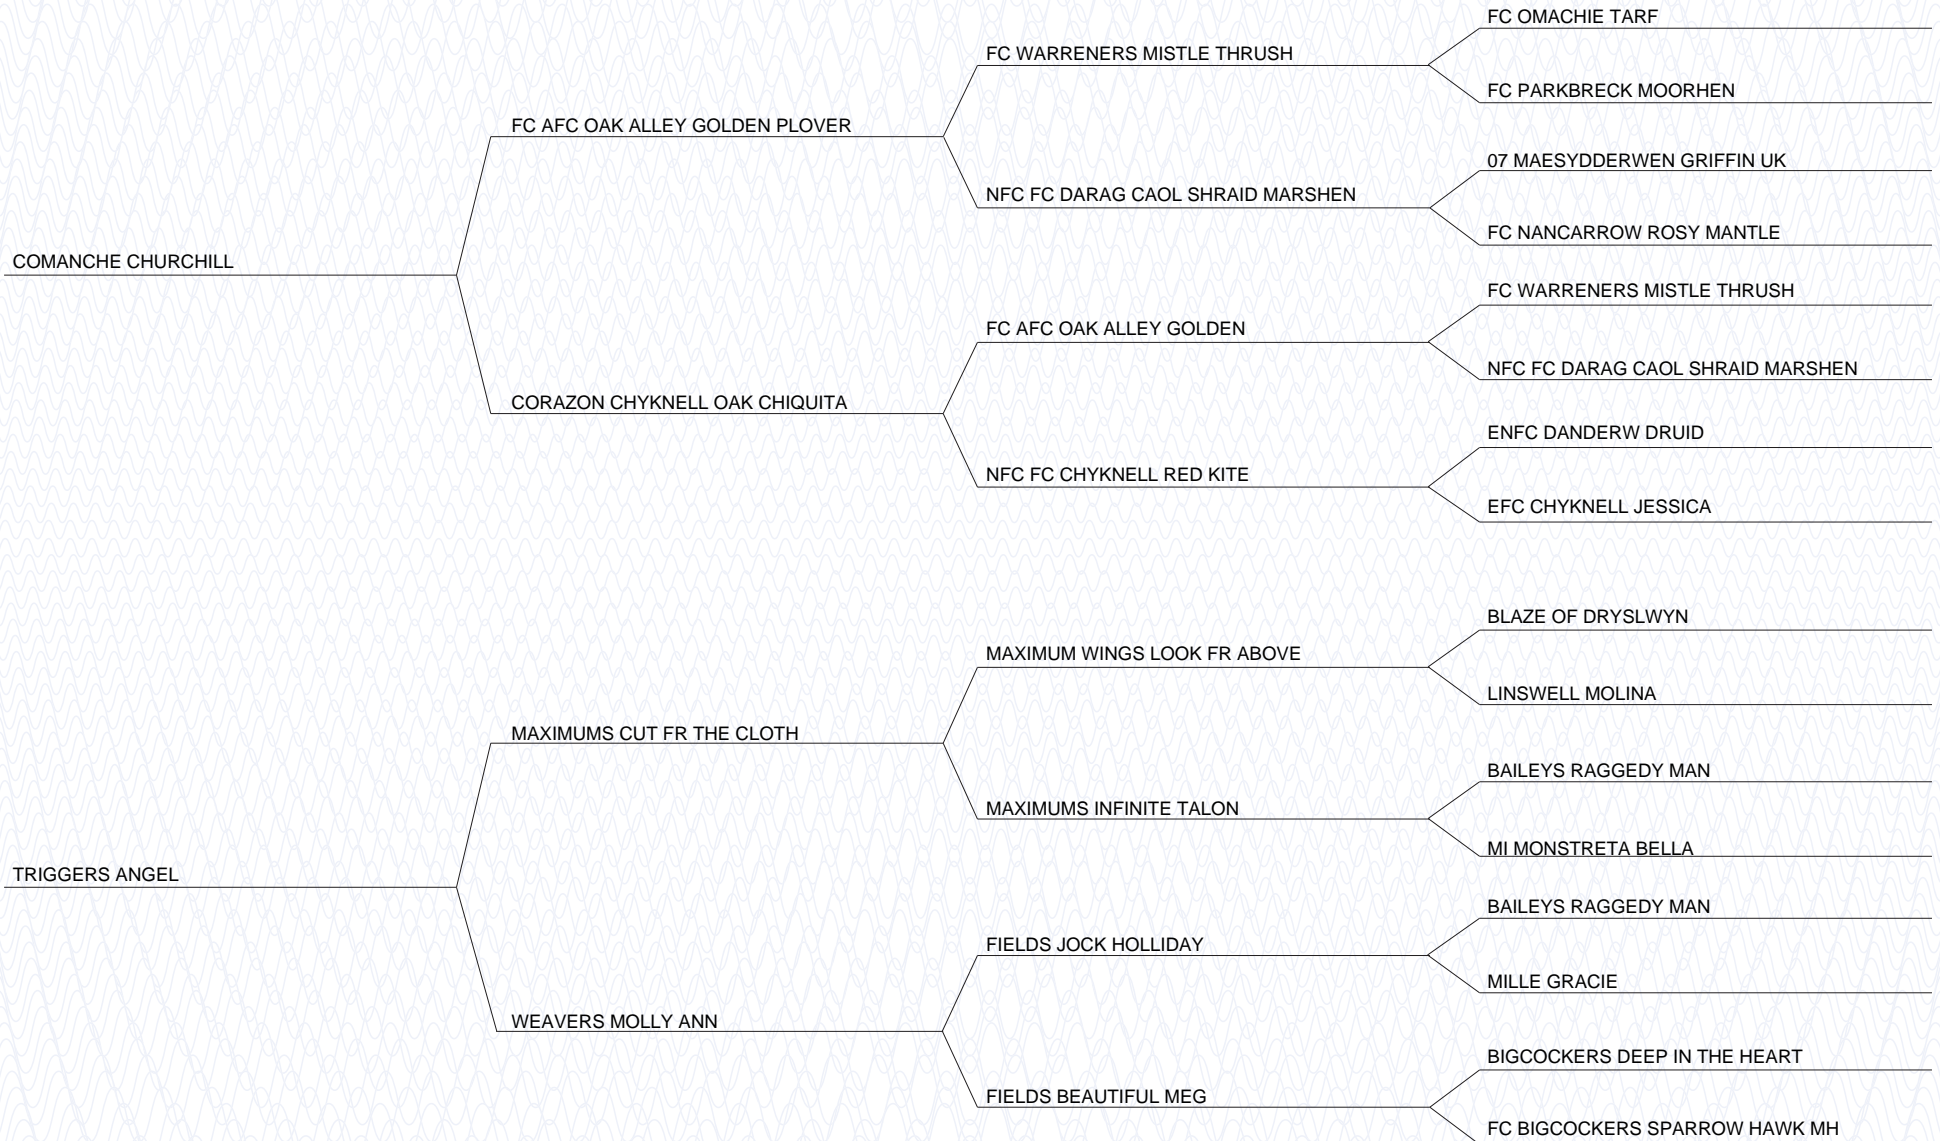 FC OMACHIE TARF
FC WARRENERS MISTLE THRUSH
FC PARKBRECK MOORHEN
FC AFC OAK ALLEY GOLDEN PLOVER
07 MAESYDDERWEN GRIFFIN UK
NFC FC DARAG CAOL SHRAID MARSHEN
FC NANCARROW ROSY MANTLE
COMANCHE CHURCHILL
FC WARRENERS MISTLE THRUSH
FC AFC OAK ALLEY GOLDEN
NFC FC DARAG CAOL SHRAID MARSHEN
CORAZON CHYKNELL OAK CHIQUITA
ENFC DANDERW DRUID
NFC FC CHYKNELL RED KITE
EFC CHYKNELL JESSICA
BLAZE OF DRYSLWYN
MAXIMUM WINGS LOOK FR ABOVE
LINSWELL MOLINA
MAXIMUMS CUT FR THE CLOTH
BAILEYS RAGGEDY MAN
MAXIMUMS INFINITE TALON
MI MONSTRETA BELLA
TRIGGERS ANGEL
BAILEYS RAGGEDY MAN
FIELDS JOCK HOLLIDAY
MILLE GRACIE
WEAVERS MOLLY ANN
BIGCOCKERS DEEP IN THE HEART
FIELDS BEAUTIFUL MEG
FC BIGCOCKERS SPARROW HAWK MH